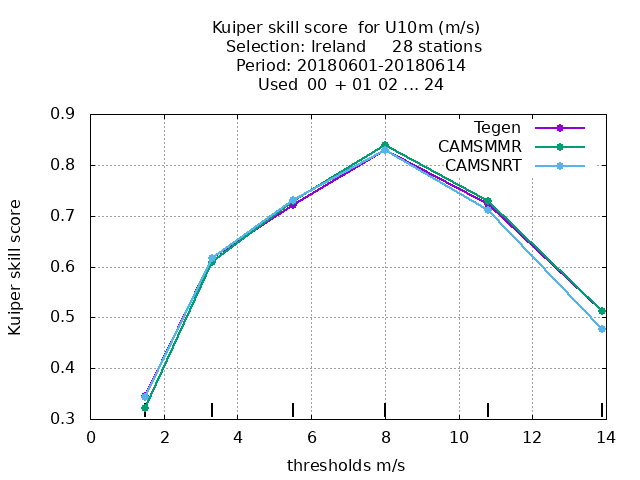 Kuiper skill score  for U10m (m/s)
Selection: Ireland     28 stations
Period: 20180601-20180614
Used  00 + 01 02 ... 24
Tegen
CAMSMMR
CAMSNRT
Kuiper skill score
0.9
0.8
0.7
0.6
0.5
0.4
0.3
0 2 4 6 8 10 12 14
thresholds m/s